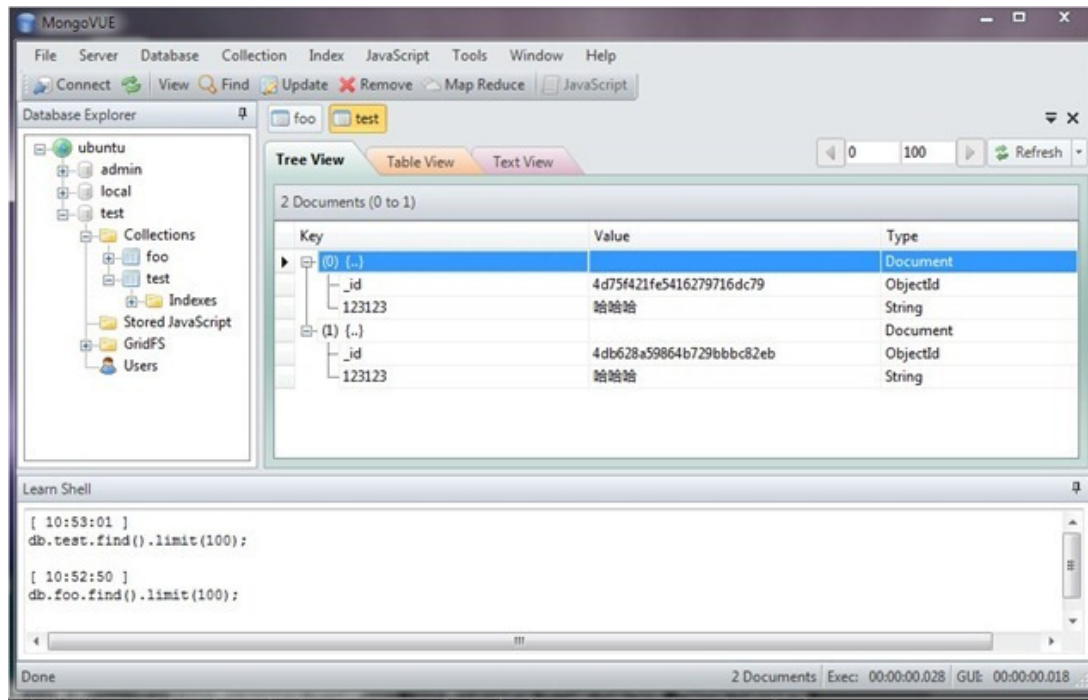 MongoVUE
File Server Database Collection Index JavaScript Tools Window Help
Connect View Find Update Remove Map Reduce JavaScript
Database Explorer
ubuntu
admin
local
test
Collections
foo
test
Indexes
Stored JavaScript
GridFS
Users
foo test
Tree View Table View Text View 0 100 Refresh
2 Documents (0 to 1)
Key Value Type
(0) {..} Document
_id 4d75f421fe5416279716dc79 ObjectId
123123 哈哈哈 String
(1) {..} Document
_id 4db628a59864b729bbbc82eb ObjectId
123123 哈哈哈 String
Learn Shell
[ 10:53:01 ]
db.test.find().limit(100);
[ 10:52:50 ]
db.foo.find().limit(100);
Done 2 Documents Exec: 00:00:00.028 GUI: 00:00:00.018